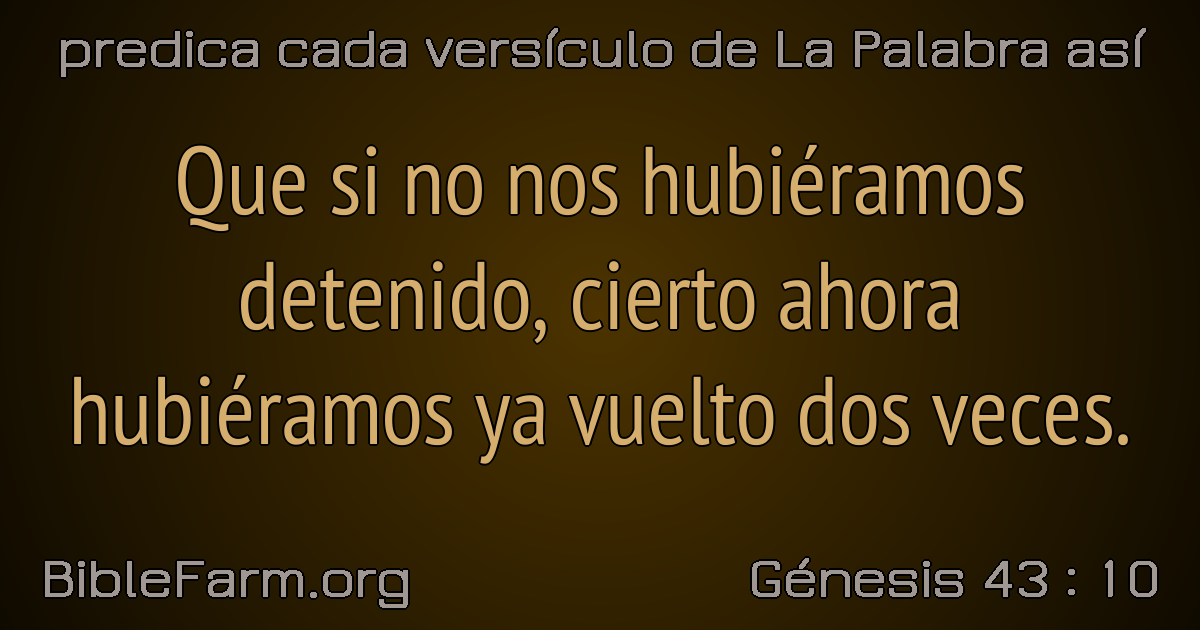 predica cada versículo de La Palabra así
Que si no nos hubiéramos
detenido, cierto ahora
hubiéramos ya vuelto dos veces.
BibleFarm.org
Génesis 43 : 10